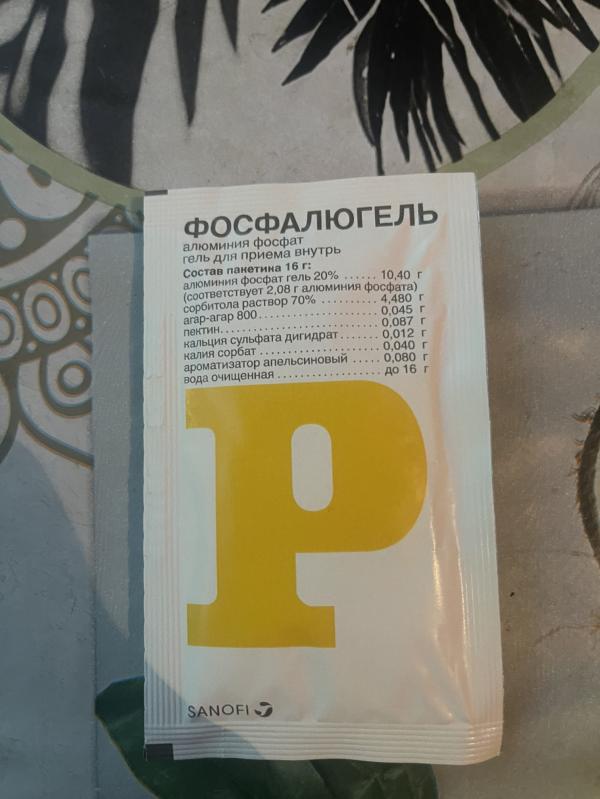 ФОСФАЛЮГЕЛЬ
алюминия фосфат
гель для приема внутрь
Состав пакетика 16 г:
алюминия фосфат гель 20% ...... 10,40 г
(соответствует 2,08 г алюминия фосфата)
сорбитола раствор 70% .......... 4,480 г
агар-агар 800 .................... 0,045 г
пектин ........................... 0,087 г
кальция сульфата дигидрат ...... 0,012 г
калия сорбат .................... 0,040 г
ароматизатор апельсиновый ..... 0,080 г
вода очищенная .................. до 16 г
P
SANOFI